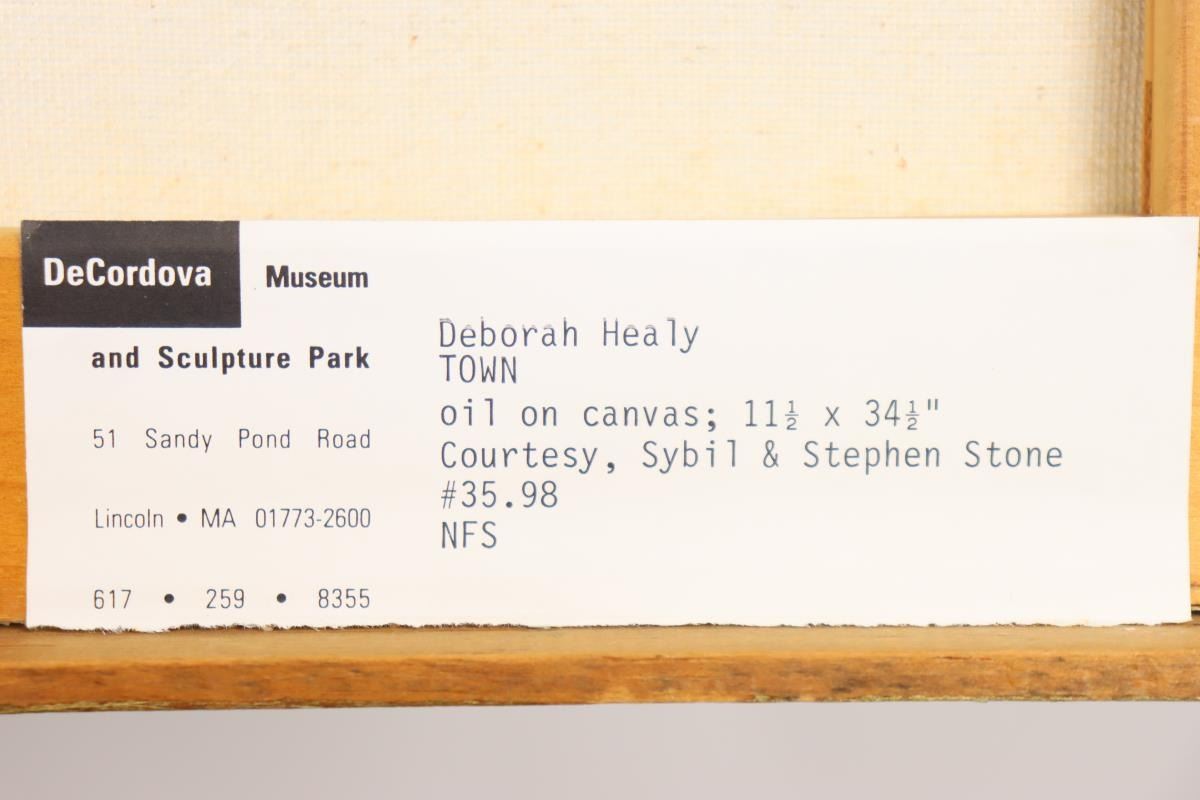 DeCordova Museum
and Sculpture Park
51 Sandy Pond Road
Lincoln • MA 01773-2600
617 • 259 • 8355
Deborah Healy
TOWN
oil on canvas; 11½ x 34½"
Courtesy, Sybil & Stephen Stone
#35.98
NFS